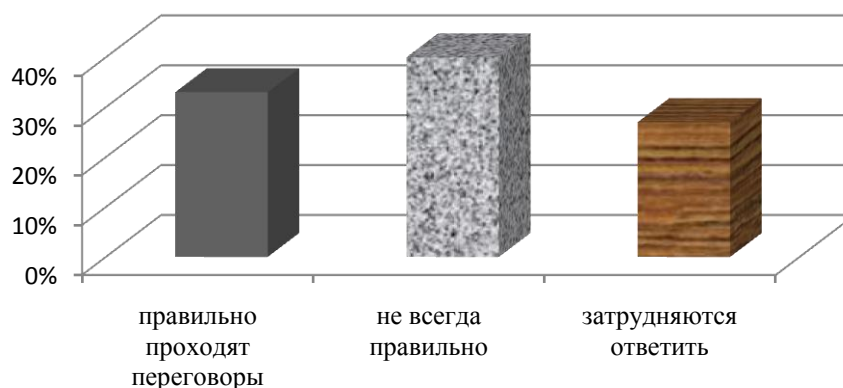 40%
30%
20%
10%
0%
правильно
проходят
переговоры
не всегда
правильно
затрудняются
ответить